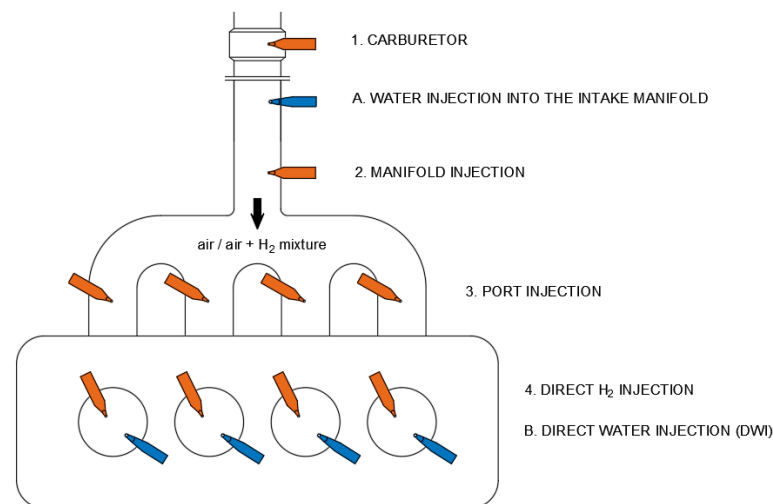 1. CARBURETOR
A. WATER INJECTION INTO THE INTAKE MANIFOLD
2. MANIFOLD INJECTION
air / air + H₂ mixture
3. PORT INJECTION
4. DIRECT H₂ INJECTION
B. DIRECT WATER INJECTION (DWI)